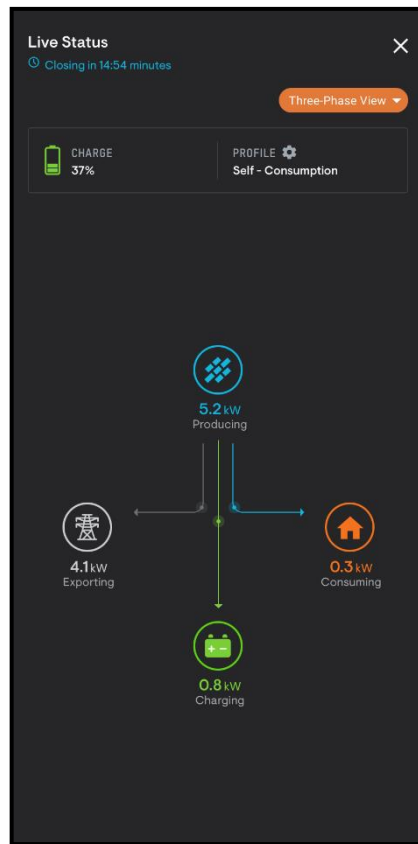 Live Status
Closing in 14:54 minutes
Three-Phase View
CHARGE
37%
PROFILE
Self - Consumption
5.2 kW
Producing
4.1 kW
Exporting
0.3 kW
Consuming
0.8 kW
Charging